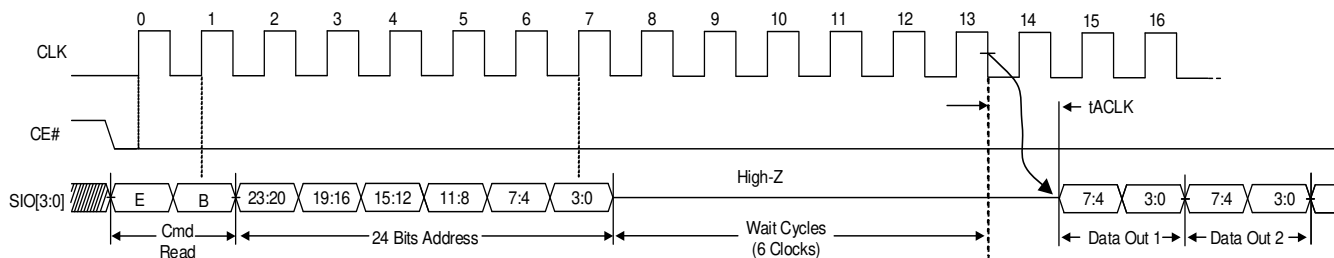 0 1 2 3 4 5 6 7 8 9 10 11 12 13 14 15 16
CLK
tACLK
CE#
High-Z
SIO[3:0] E B 23:20 19:16 15:12 11:8 7:4 3:0 7:4 3:0 7:4 3:0
Cmd
Read
24 Bits Address
Wait Cycles
(6 Clocks)
Data Out 1
Data Out 2